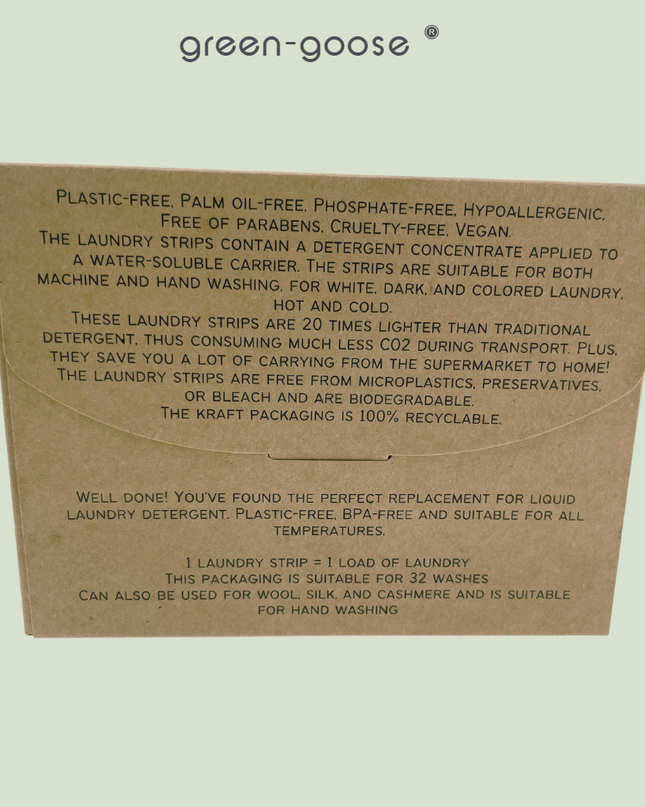 green-goose ®
PLASTIC-FREE, PALM OIL-FREE, PHOSPHATE-FREE, HYPOALLERGENIC,
FREE OF PARABENS, CRUELTY-FREE, VEGAN.
THE LAUNDRY STRIPS CONTAIN A DETERGENT CONCENTRATE APPLIED TO
A WATER-SOLUBLE CARRIER. THE STRIPS ARE SUITABLE FOR BOTH
MACHINE AND HAND WASHING, FOR WHITE, DARK, AND COLORED LAUNDRY,
HOT AND COLD.
THESE LAUNDRY STRIPS ARE 20 TIMES LIGHTER THAN TRADITIONAL
DETERGENT, THUS CONSUMING MUCH LESS CO2 DURING TRANSPORT. PLUS,
THEY SAVE YOU A LOT OF CARRYING FROM THE SUPERMARKET TO HOME!
THE LAUNDRY STRIPS ARE FREE FROM MICROPLASTICS, PRESERVATIVES,
OR BLEACH AND ARE BIODEGRADABLE.
THE KRAFT PACKAGING IS 100% RECYCLABLE.
WELL DONE! YOU'VE FOUND THE PERFECT REPLACEMENT FOR LIQUID
LAUNDRY DETERGENT. PLASTIC-FREE, BPA-FREE AND SUITABLE FOR ALL
TEMPERATURES.
1 LAUNDRY STRIP = 1 LOAD OF LAUNDRY
THIS PACKAGING IS SUITABLE FOR 32 WASHES
CAN ALSO BE USED FOR WOOL, SILK, AND CASHMERE AND IS SUITABLE
FOR HAND WASHING